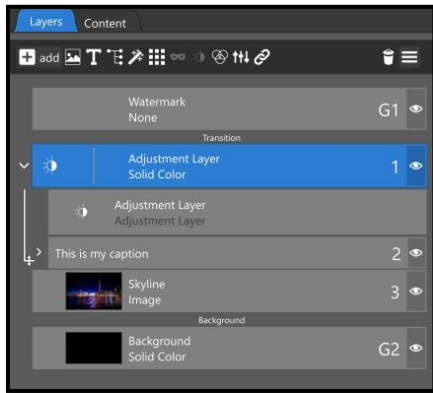 Layers Content
add
Watermark
None
G1
Transition
Adjustment Layer
Solid Color
1
Adjustment Layer
Adjustment Layer
This is my caption
2
Skyline
Image
3
Background
Background
Solid Color
G2